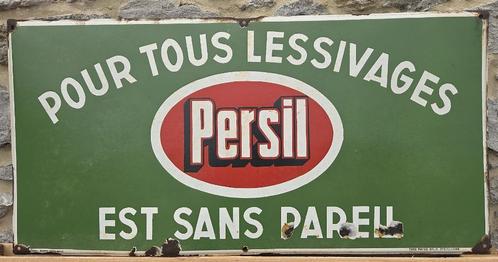 POUR TOUS LESSIVAGES
Persil
EST SANS PAREIL